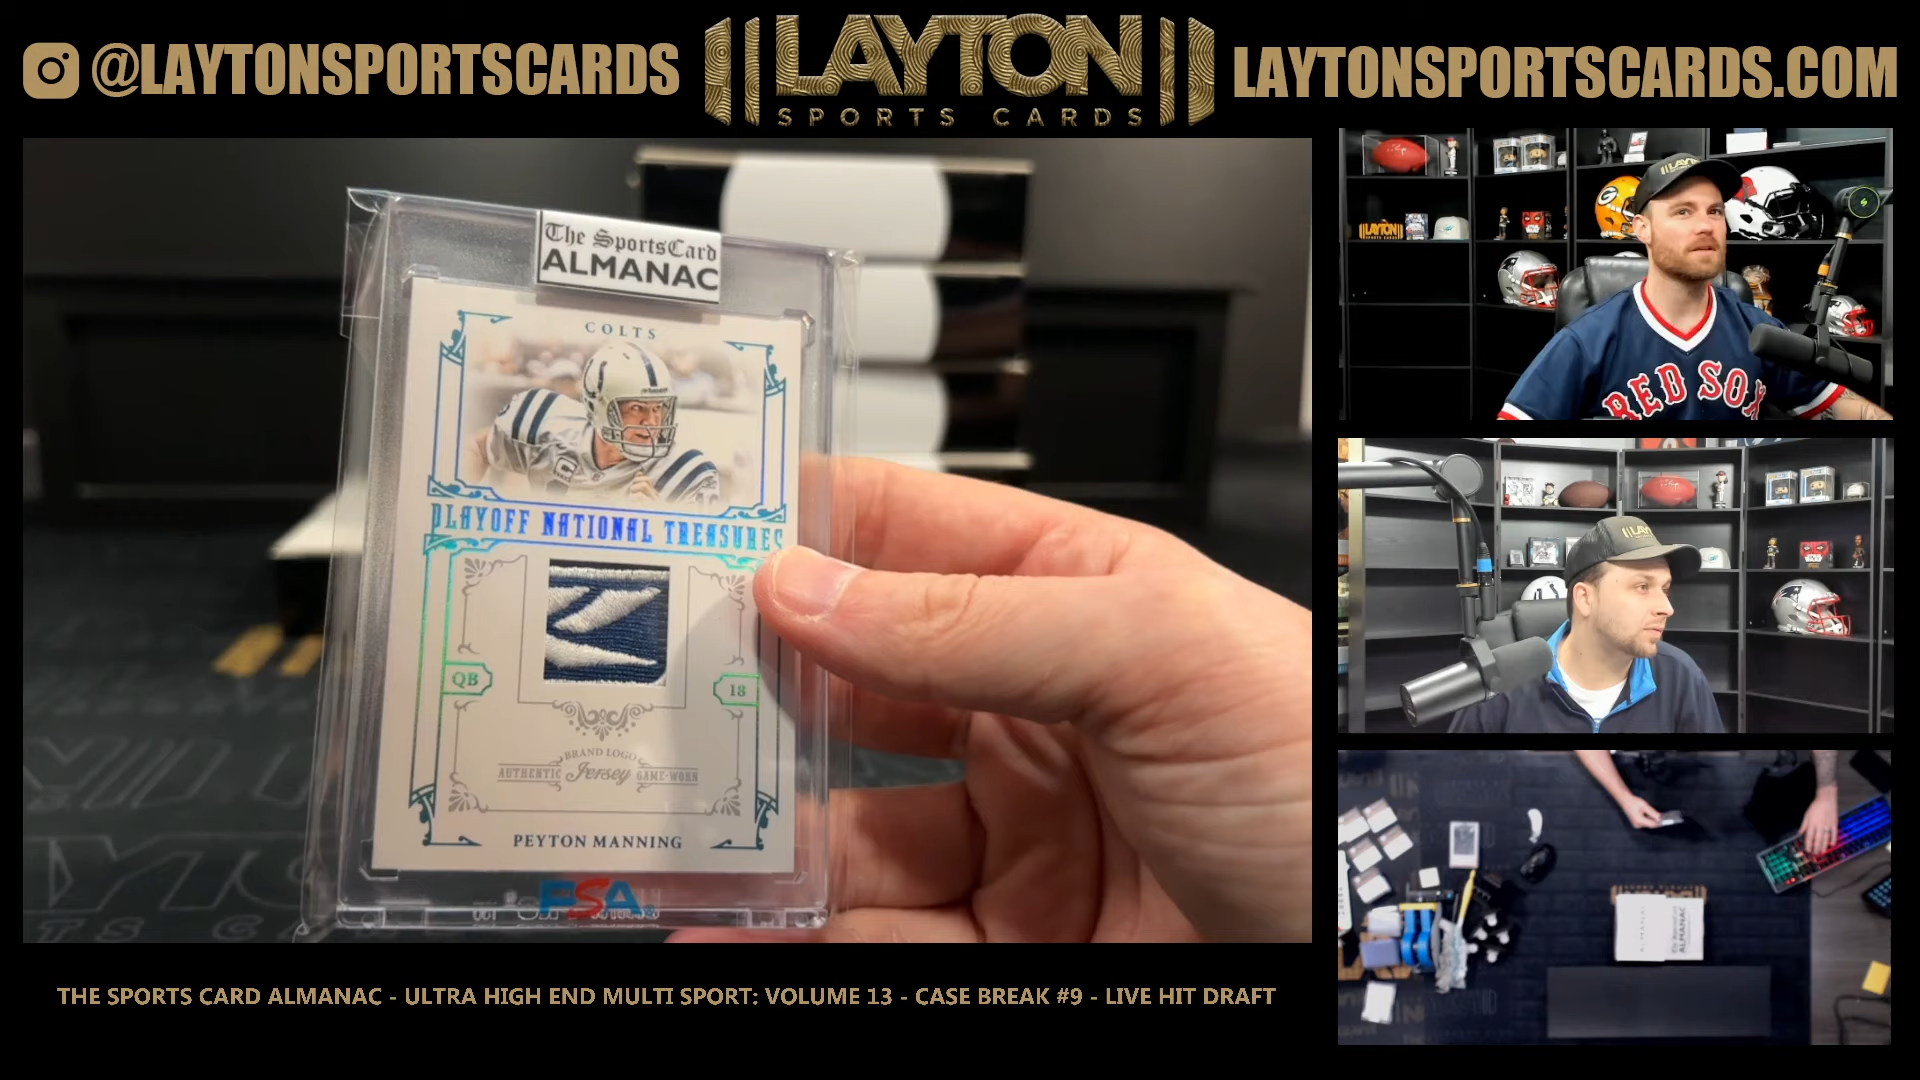 @LAYTONSPORTSCARDS
LAYTON
SPORTS CARDS
LAYTONSPORTSCARDS.COM
The SportsCard
ALMANAC
COLTS
PLAYOFF NATIONAL TREASURES
QB
18
BRAND LOGO
AUTHENTIC Jersey GAME-WORN
PEYTON MANNING
RED SOX
THE SPORTS CARD ALMANAC - ULTRA HIGH END MULTI SPORT: VOLUME 13 - CASE BREAK #9 - LIVE HIT DRAFT